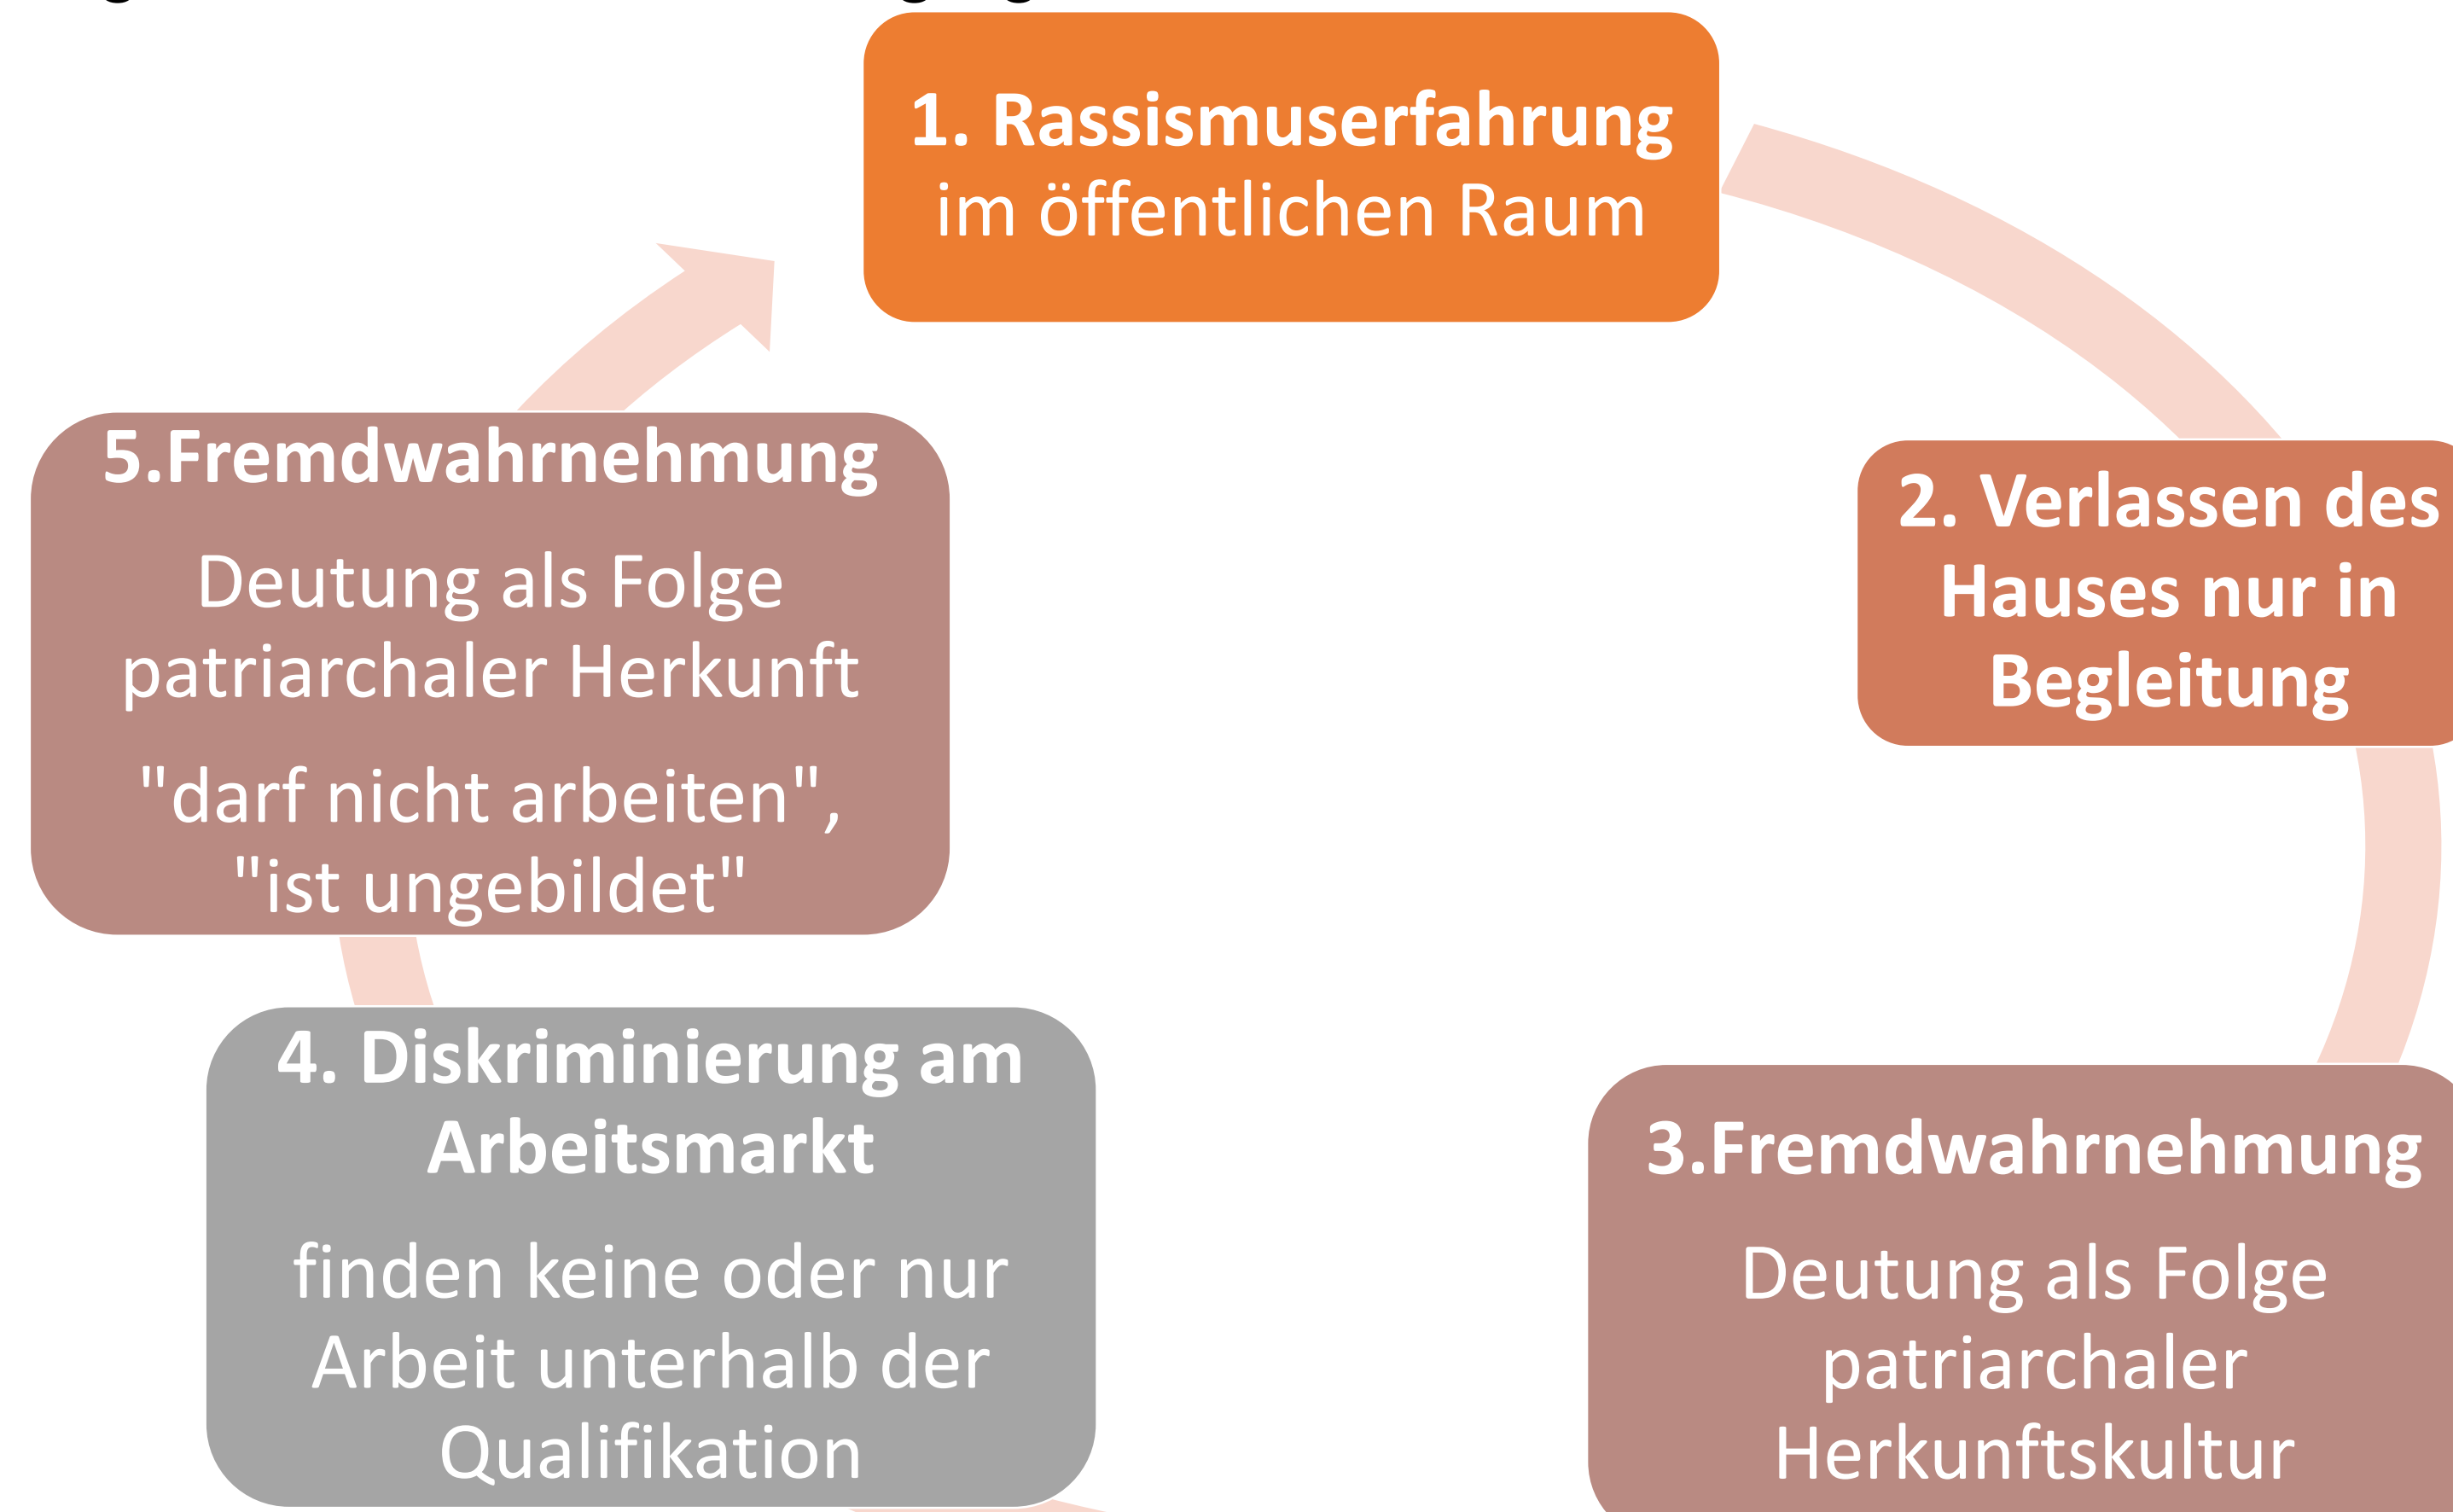 1. Rassismuserfahrung
im öffentlichen Raum
2. Verlassen des
Hauses nur in
Begleitung
3.Fremdwahrnehmung
Deutung als Folge
patriarchaler
Herkunftskultur
4. Diskriminierung am
Arbeitsmarkt
finden keine oder nur
Arbeit unterhalb der
Qualifikation
5.Fremdwahrnehmung
Deutung als Folge
patriarchaler Herkunft
"darf nicht arbeiten",
"ist ungebildet"